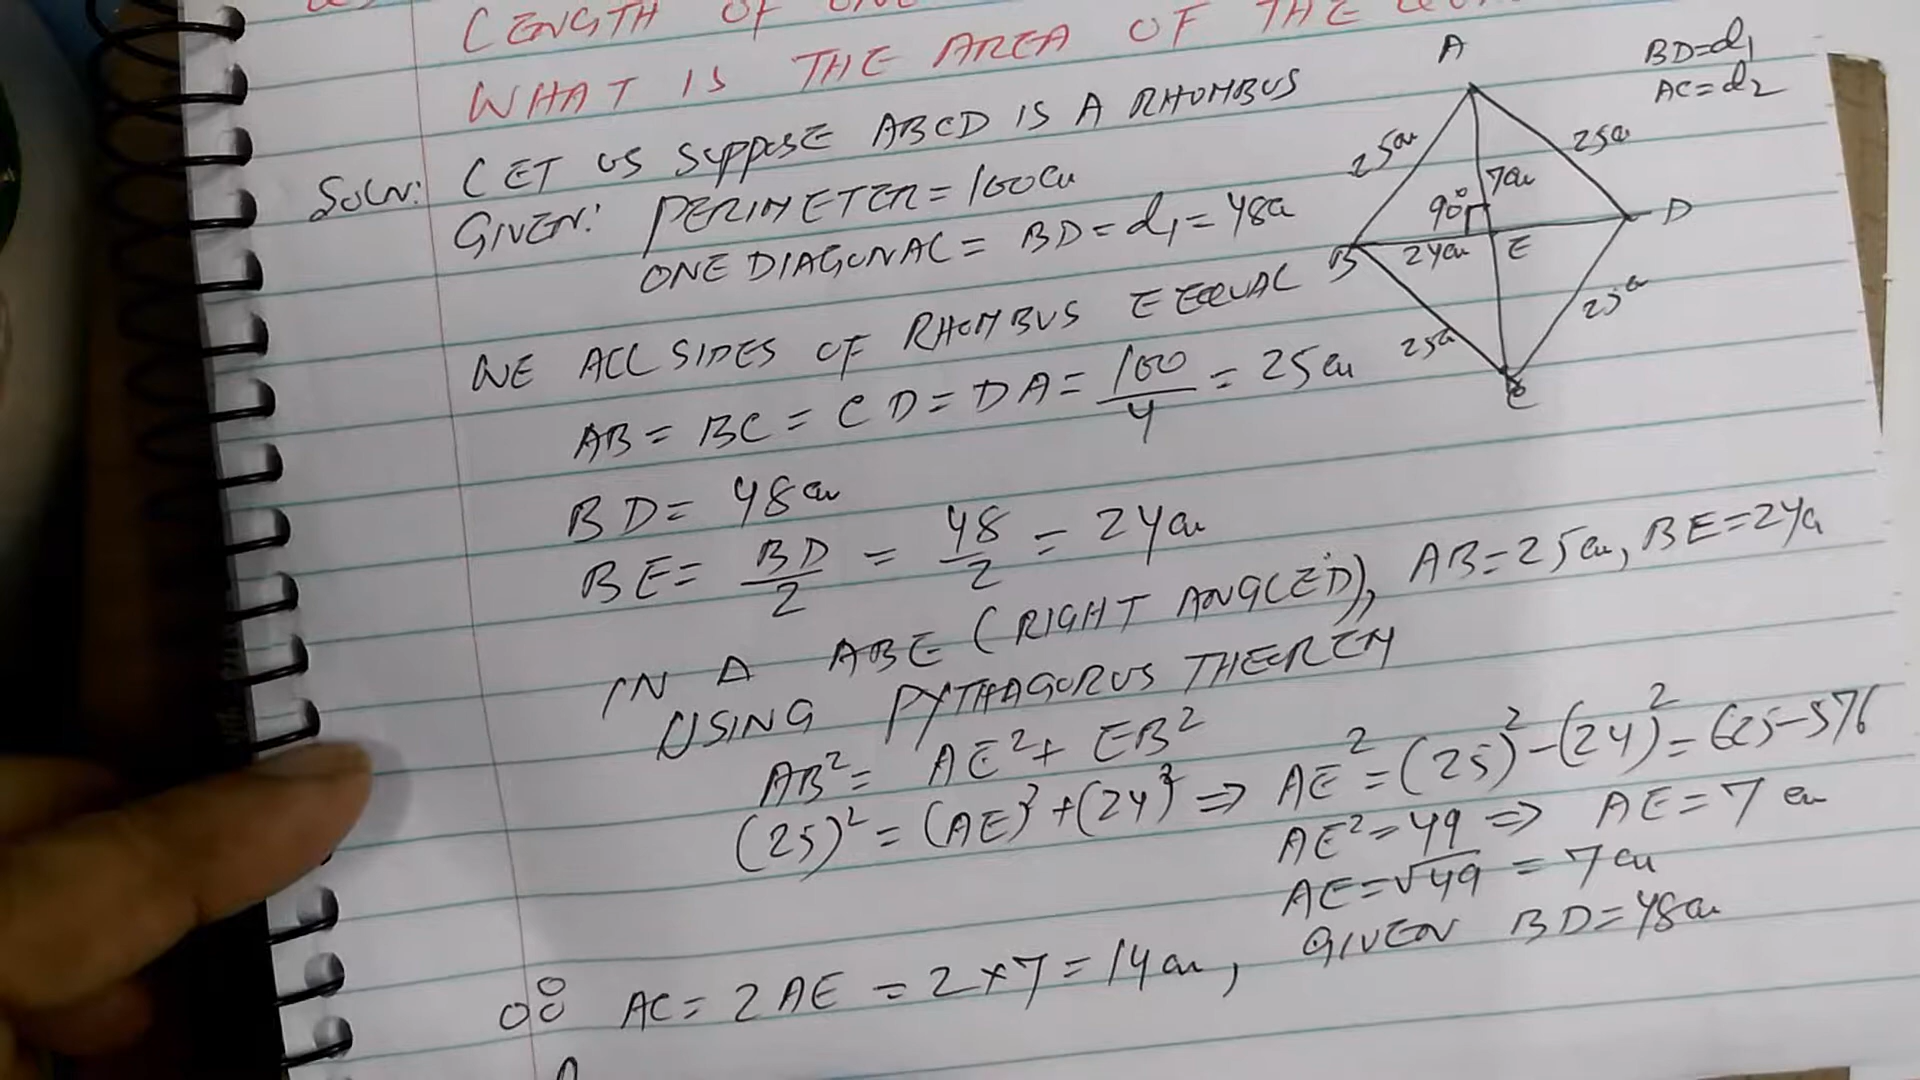 LENGTH OF ONE
WHAT IS THE AREA OF THE
SOLN: LET US SUPPOSE ABCD IS A RHOMBUS
GIVEN: PERIMETER = 100cm
ONE DIAGONAL = BD = d1 = 48cm
WE ALL SIDES OF RHOMBUS E EQUAL
AB = BC = CD = DA = 100/4 = 25cm
BD = 48cm
BE = BD/2 = 48/2 = 24cm
IN Δ ABE (RIGHT ANGLED), AB = 25cm, BE = 24cm
USING PYTHAGORUS THEOREM
AB² = AE² + EB²
(25)² = (AE)² + (24)² ⇒ AE² = (25)² - (24)² = 625 - 576
AE² = 49 ⇒ AE = 7cm
AE = √49 = 7cm
∴ AC = 2AE = 2×7 = 14cm, GIVEN BD = 48cm
BD = d1
AC = d2
A
25cm
25cm
7cm
90°
D
B
24cm
E
25cm
25cm
C